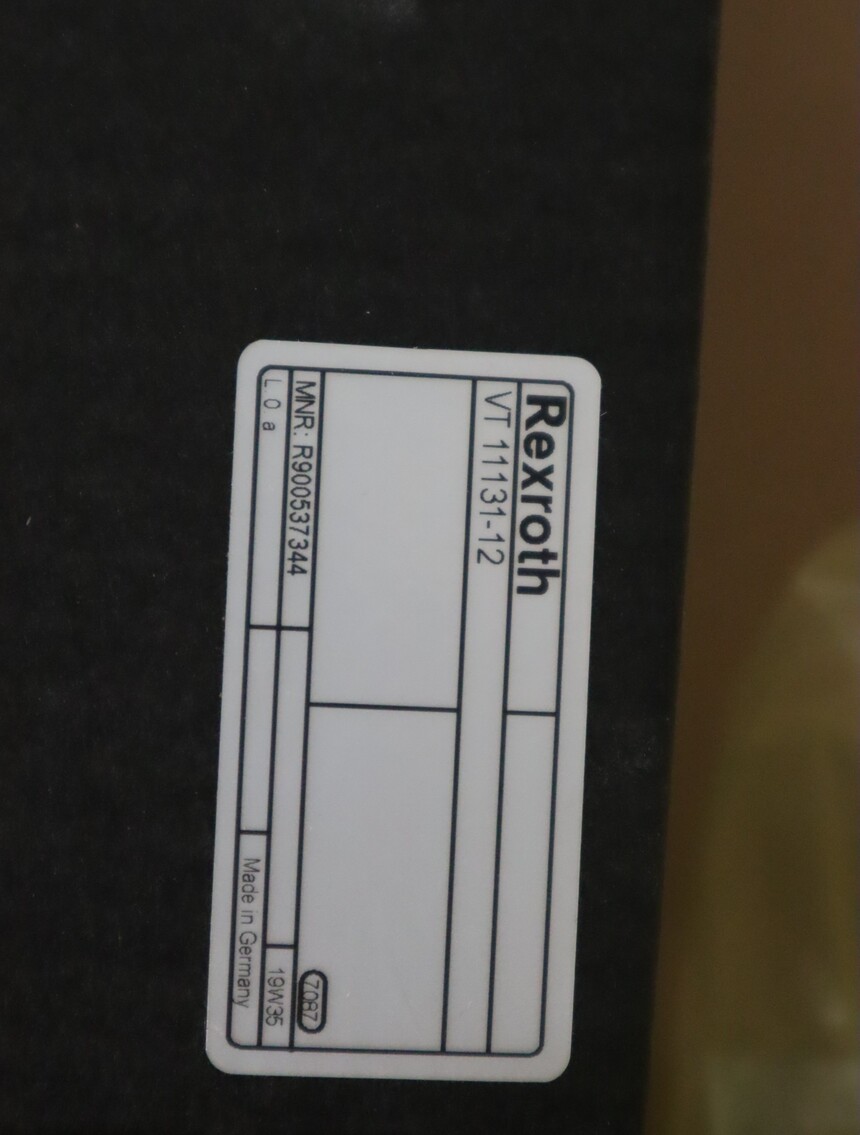 Rexroth
VT 11131-12
7087
MNR: R900537344
19W35
L 0 a
Made in Germany